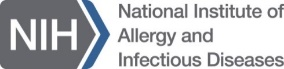 NIH
National Institute of
Allergy and
Infectious Diseases